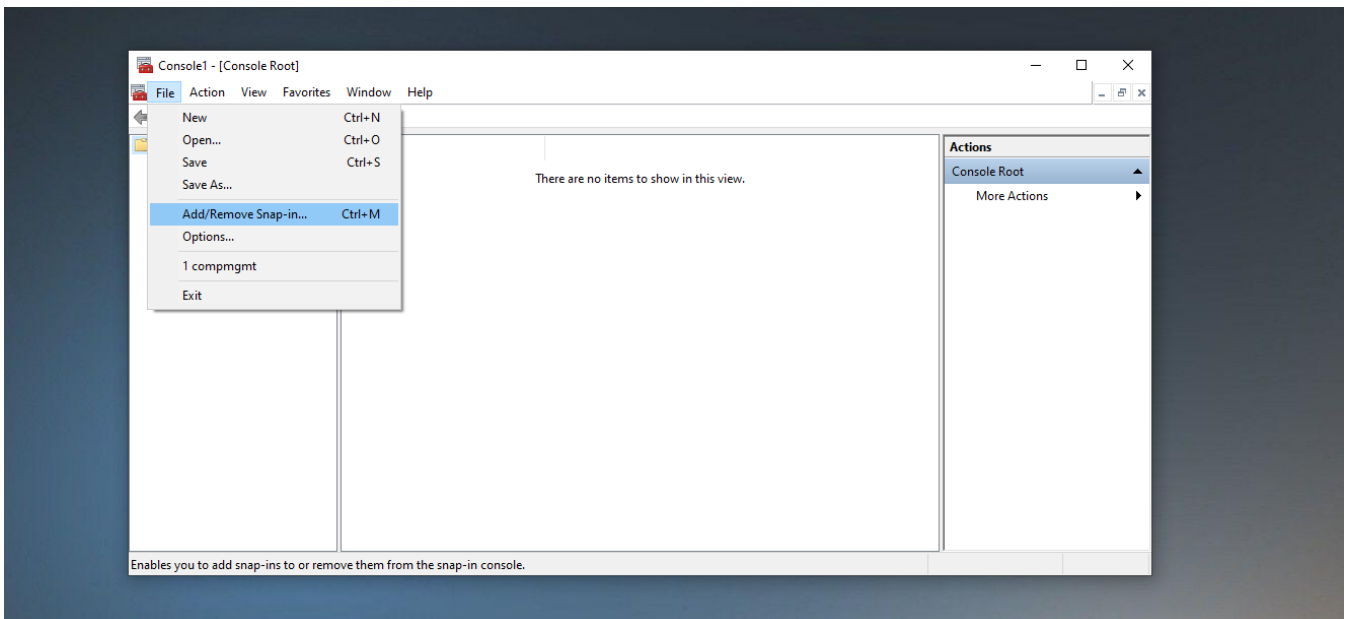 Console1 - [Console Root]
File Action View Favorites Window Help
New Ctrl+N
Open... Ctrl+O
Save Ctrl+S
Save As...
Add/Remove Snap-in... Ctrl+M
Options...
1 compmgmt
Exit
There are no items to show in this view.
Actions
Console Root
More Actions
Enables you to add snap-ins to or remove them from the snap-in console.